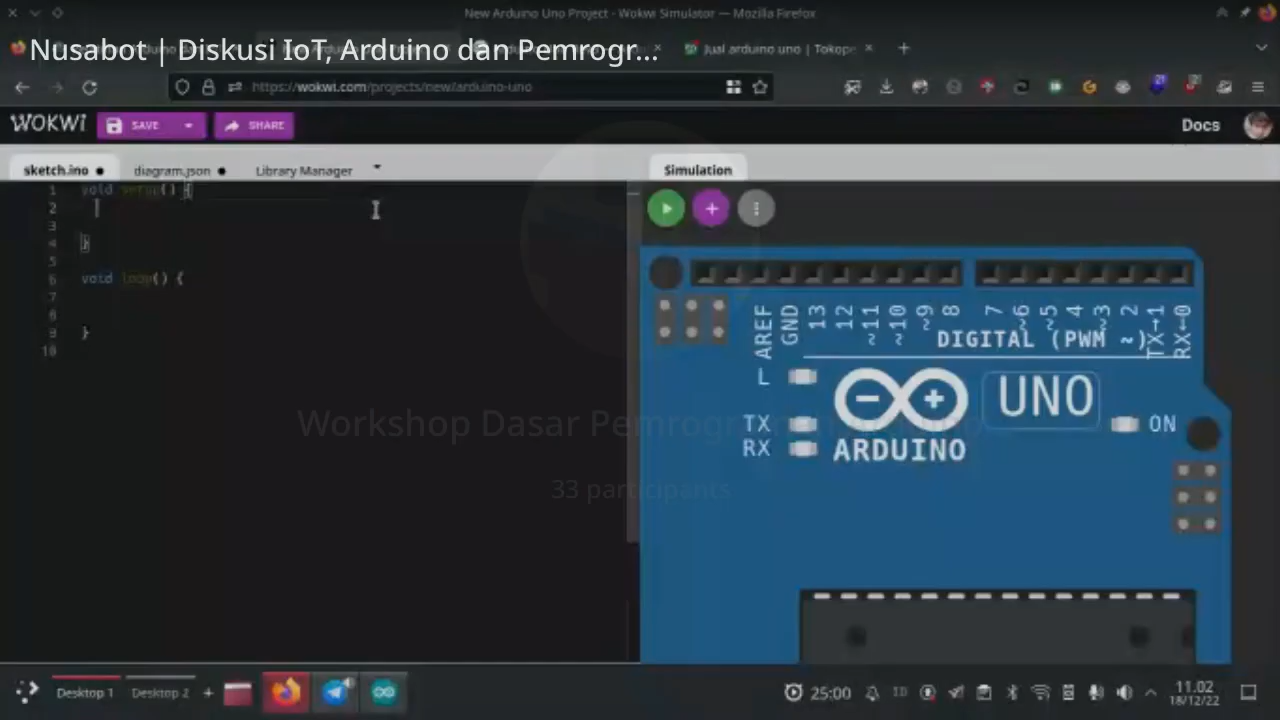 New Arduino Uno Project - Wokwi Simulator — Mozilla Firefox
Nusabot | Diskusi IoT, Arduino dan Pemrogr...
Jual arduino uno | Tokope
https://wokwi.com/projects/new/arduino-uno
WOKWI
SAVE
SHARE
Docs
sketch.ino
diagram.json
Library Manager
Simulation
1 void setup() {
2
3
4 }
5
6 void loop() {
7
8
9 }
10
AREF
GND
13
12
~11
~10
~9
8
7
~6
~5
4
~3
2
TX→1
RX←0
DIGITAL (PWM ~)
L
TX
RX
UNO
ON
ARDUINO
Workshop Dasar
33 participants
Desktop 1
Desktop 2
25:00
11.02
18/12/22